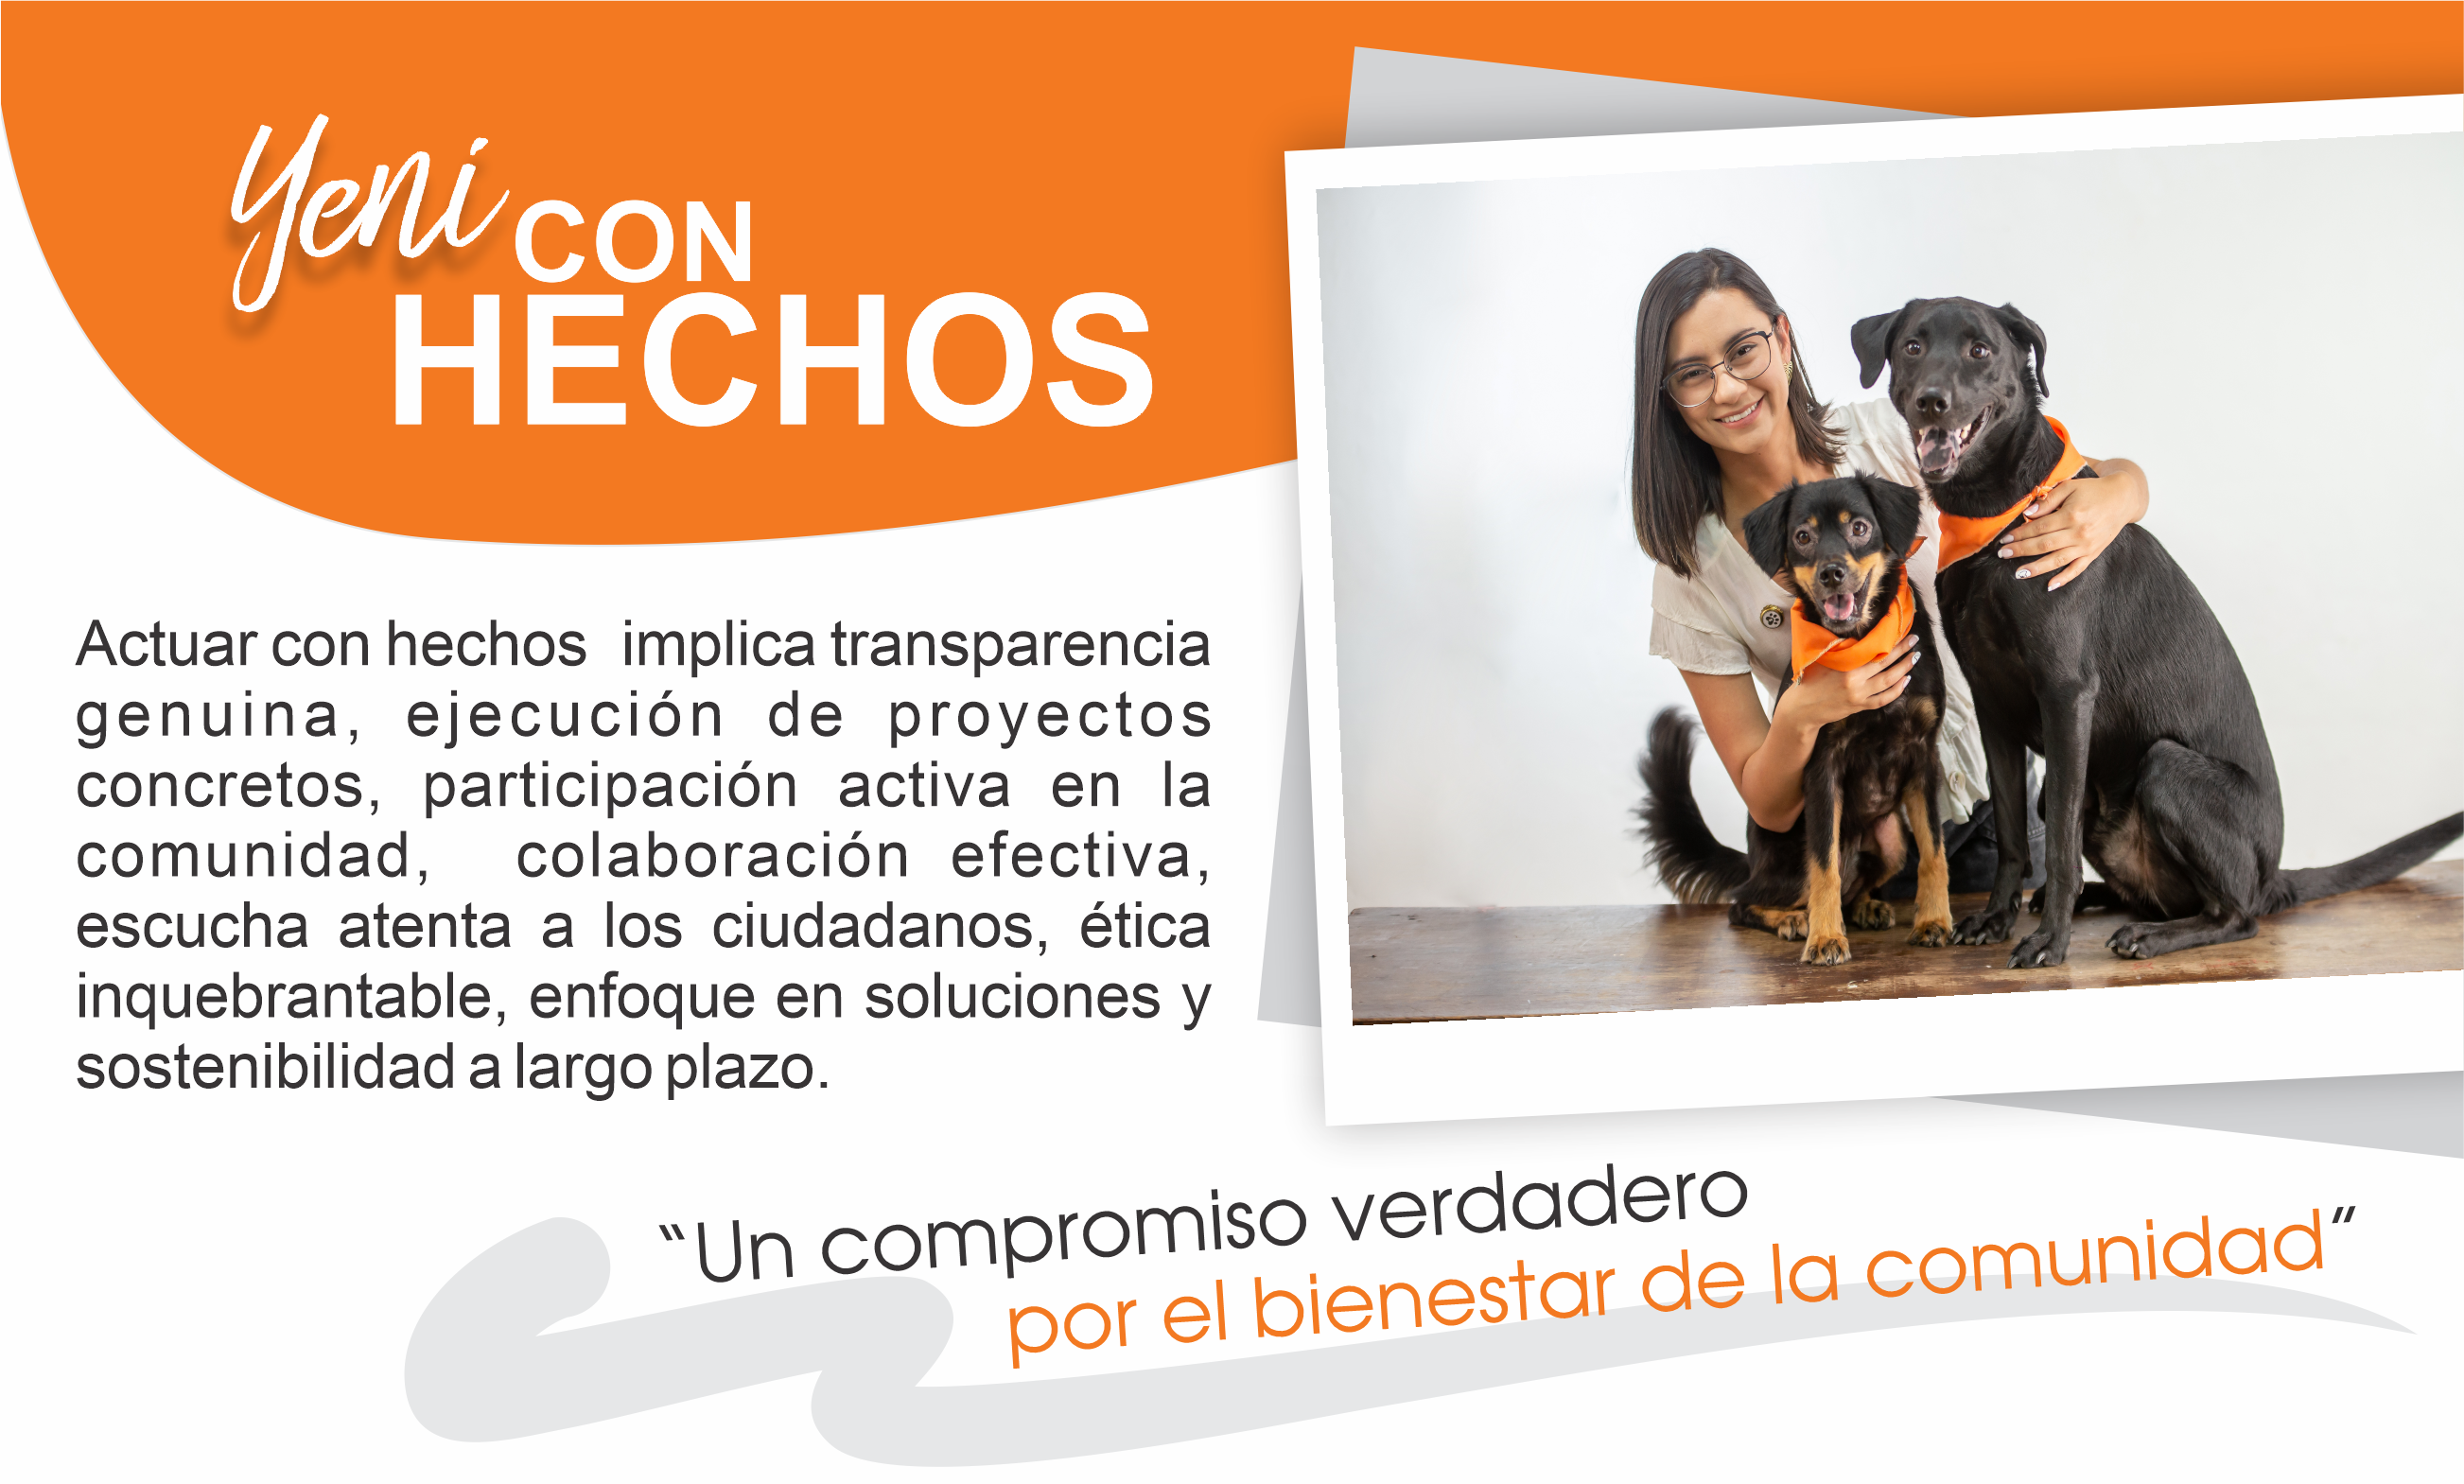 Yeni CON
HECHOS
Actuar con hechos implica transparencia
genuina, ejecución de proyectos
concretos, participación activa en la
comunidad, colaboración efectiva,
escucha atenta a los ciudadanos, ética
inquebrantable, enfoque en soluciones y
sostenibilidad a largo plazo.
“Un compromiso verdadero
por el bienestar de la comunidad“